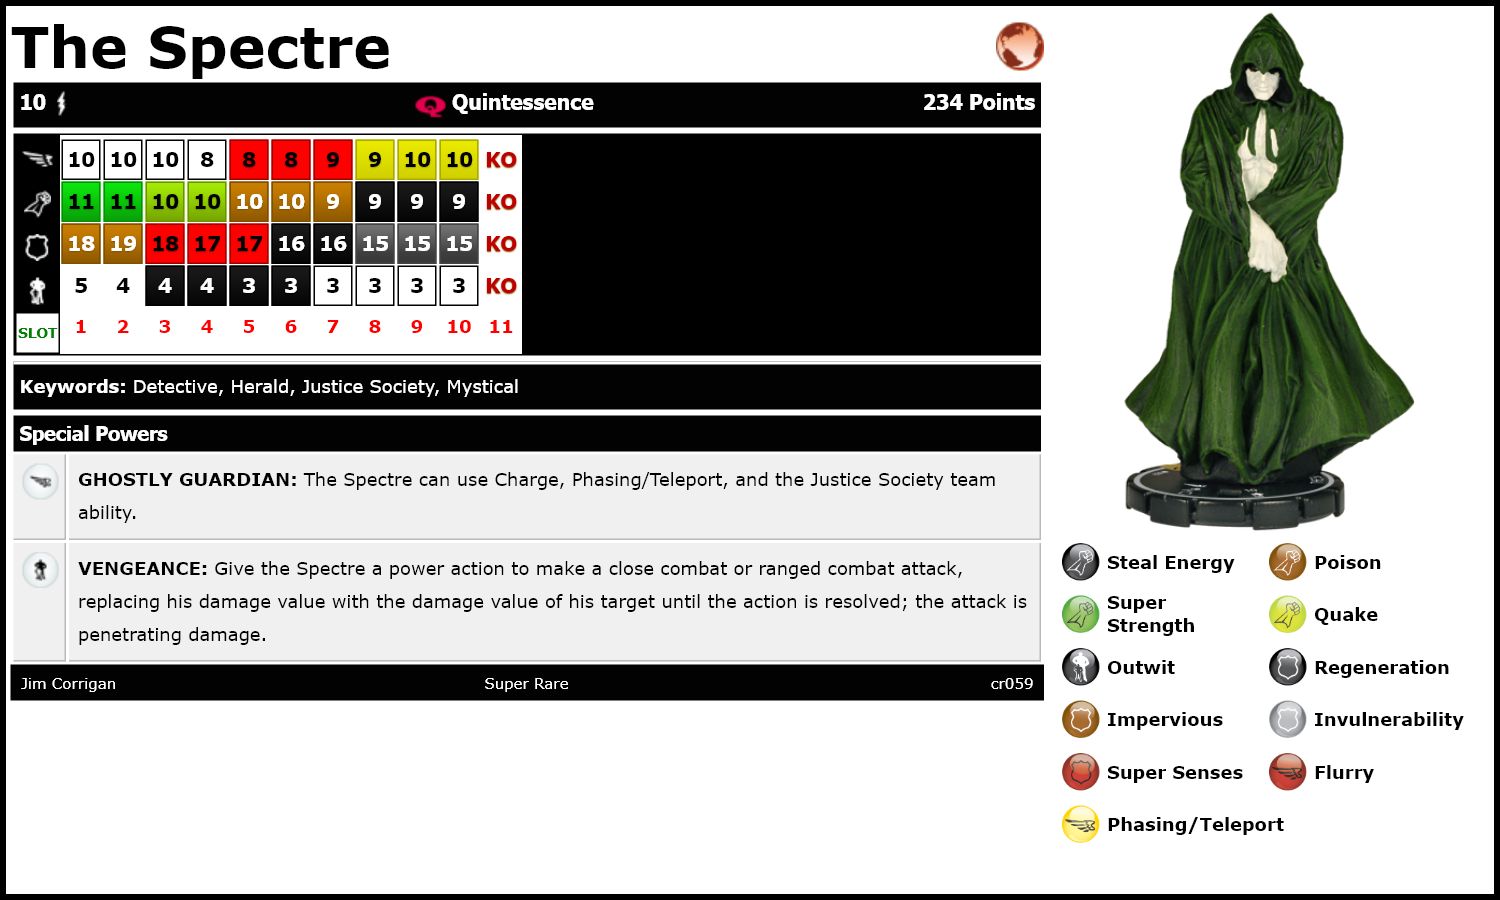 The Spectre
10 Quintessence 234 Points
10 10 10 8 8 8 9 9 10 10 KO
11 11 10 10 10 10 9 9 9 9 KO
18 19 18 17 17 16 16 15 15 15 KO
5 4 4 4 3 3 3 3 3 3 KO
SLOT 1 2 3 4 5 6 7 8 9 10 11
Keywords: Detective, Herald, Justice Society, Mystical
Special Powers
GHOSTLY GUARDIAN: The Spectre can use Charge, Phasing/Teleport, and the Justice Society team
ability.
VENGEANCE: Give the Spectre a power action to make a close combat or ranged combat attack,
replacing his damage value with the damage value of his target until the action is resolved; the attack is
penetrating damage.
Jim Corrigan Super Rare cr059
Steal Energy Poison
Super
Strength Quake
Outwit Regeneration
Impervious Invulnerability
Super Senses Flurry
Phasing/Teleport